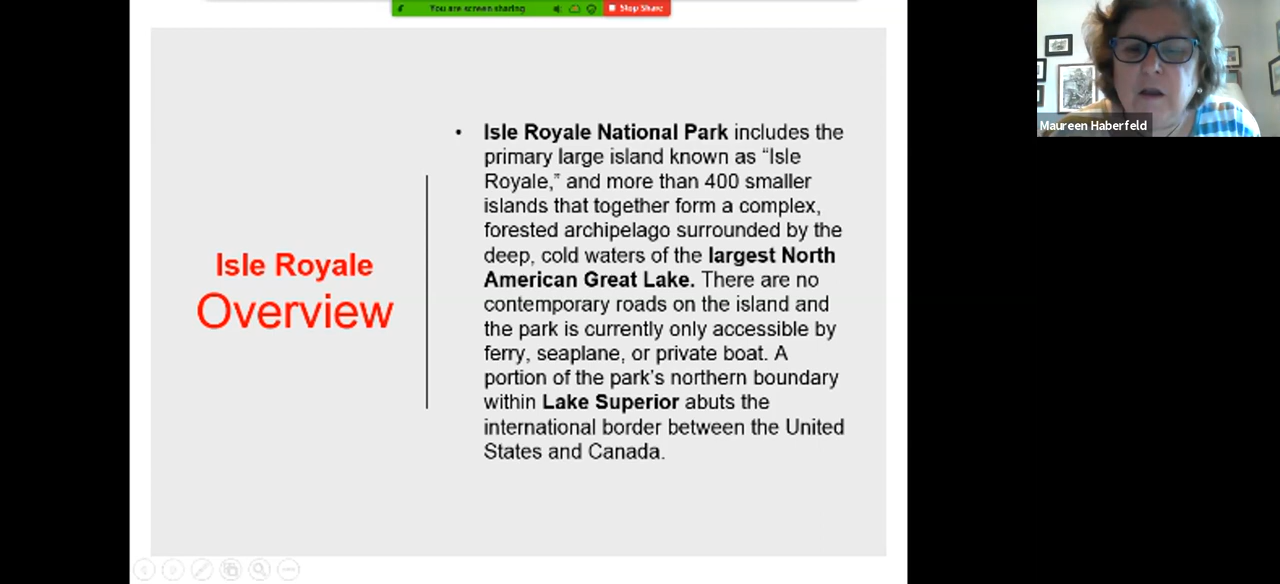 You are screen sharing
Stop Share
Maureen Haberfeld
Isle Royale
Overview
• Isle Royale National Park includes the
primary large island known as “Isle
Royale,” and more than 400 smaller
islands that together form a complex,
forested archipelago surrounded by the
deep, cold waters of the largest North
American Great Lake. There are no
contemporary roads on the island and
the park is currently only accessible by
ferry, seaplane, or private boat. A
portion of the park’s northern boundary
within Lake Superior abuts the
international border between the United
States and Canada.